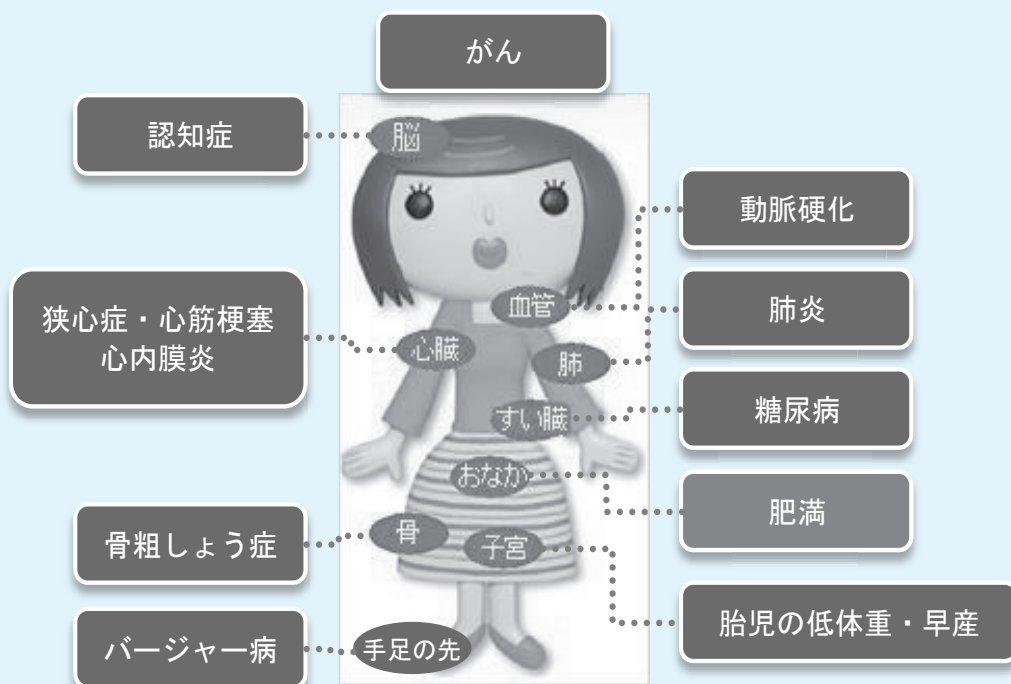 がん
認知症
脳
動脈硬化
血管
肺炎
狭心症・心筋梗塞
心内膜炎
心臓
肺
糖尿病
すい臓
おなか
肥満
骨粗しょう症
骨
子宮
胎児の低体重・早産
バージャー病
手足の先